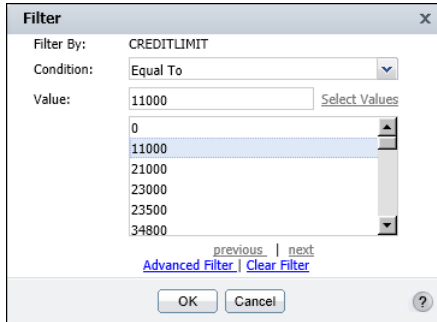 Filter x
Filter By: CREDITLIMIT
Condition: Equal To
Value: 11000 Select Values
0
11000
21000
23000
23500
34800
previous | next
Advanced Filter | Clear Filter
OK Cancel ?